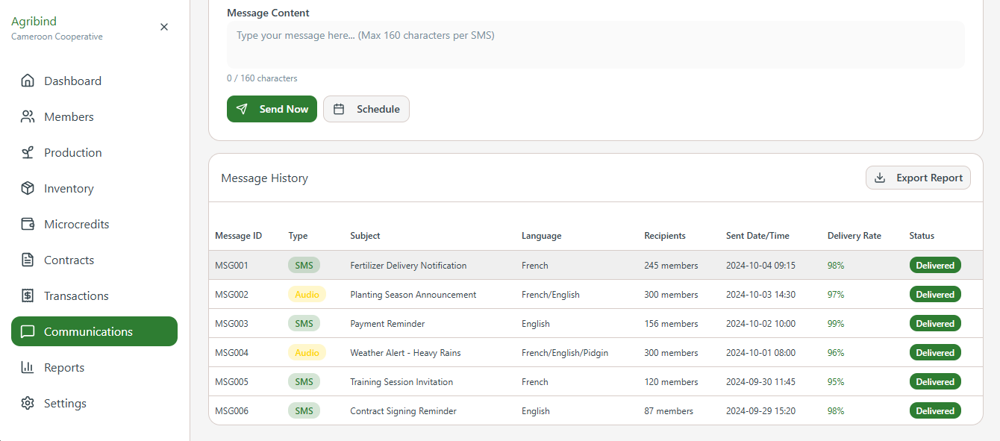 Agribind
Cameroon Cooperative
Dashboard
Members
Production
Inventory
Microcredits
Contracts
Transactions
Communications
Reports
Settings
Message Content
Type your message here... (Max 160 characters per SMS)
0 / 160 characters
Send Now Schedule
Message History Export Report
Message ID Type Subject Language Recipients Sent Date/Time Delivery Rate Status
MSG001 SMS Fertilizer Delivery Notification French 245 members 2024-10-04 09:15 98% Delivered
MSG002 Audio Planting Season Announcement French/English 300 members 2024-10-03 14:30 97% Delivered
MSG003 SMS Payment Reminder English 156 members 2024-10-02 10:00 99% Delivered
MSG004 Audio Weather Alert - Heavy Rains French/English/Pidgin 300 members 2024-10-01 08:00 96% Delivered
MSG005 SMS Training Session Invitation French 120 members 2024-09-30 11:45 95% Delivered
MSG006 SMS Contract Signing Reminder English 87 members 2024-09-29 15:20 98% Delivered